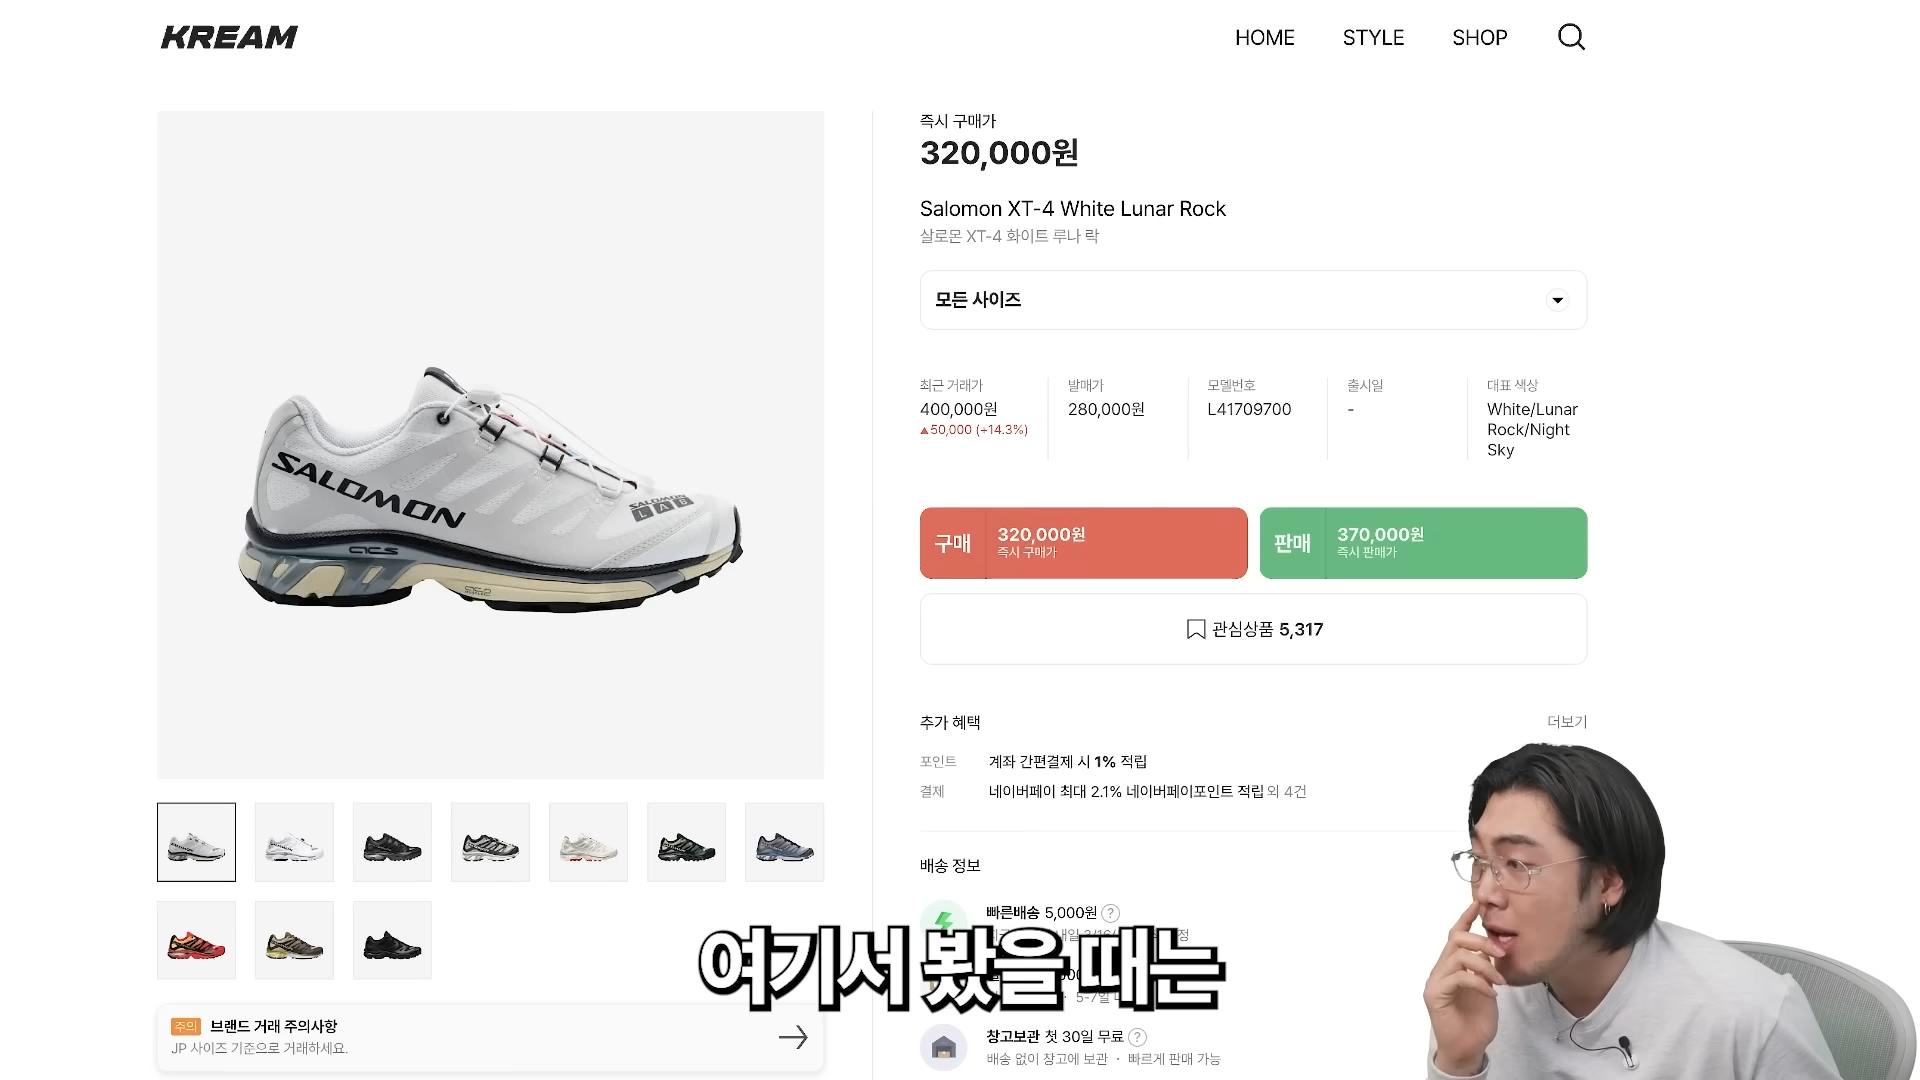 KREAM
HOME STYLE SHOP
즉시 구매가
320,000원
Salomon XT-4 White Lunar Rock
살로몬 XT-4 화이트 루나 락
모든 사이즈
최근 거래가
400,000원
▲50,000 (+14.3%)
발매가
280,000원
모델번호
L41709700
출시일
-
대표 색상
White/Lunar
Rock/Night
Sky
SALOMON
SALOMON
LAB
acs
구매 320,000원
즉시 구매가
판매 370,000원
즉시 판매가
관심상품 5,317
추가 혜택 더보기
포인트 계좌 간편결제 시 1% 적립
결제 네이버페이 최대 2.1% 네이버페이포인트 적립 외 4건
배송 정보
빠른배송 5,000원 ?
5-7일
여기서 봤을 때는
창고보관 첫 30일 무료 ?
배송 없이 창고에 보관 · 빠르게 판매 가능
주의 브랜드 거래 주의사항
JP 사이즈 기준으로 거래하세요.